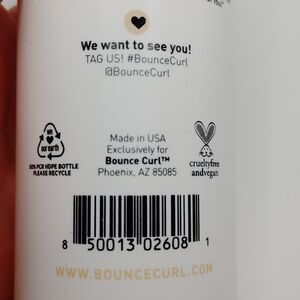 We want to see you!
TAG US! #BounceCurl
@BounceCurl
we
our earth
50% PCR HDPE BOTTLE
PLEASE RECYCLE
Made in USA
Exclusively for
Bounce Curl™
Phoenix, AZ 85085
crueltyfree
andvegan
8 50013 02608 1
WWW.BOUNCECURL.COM